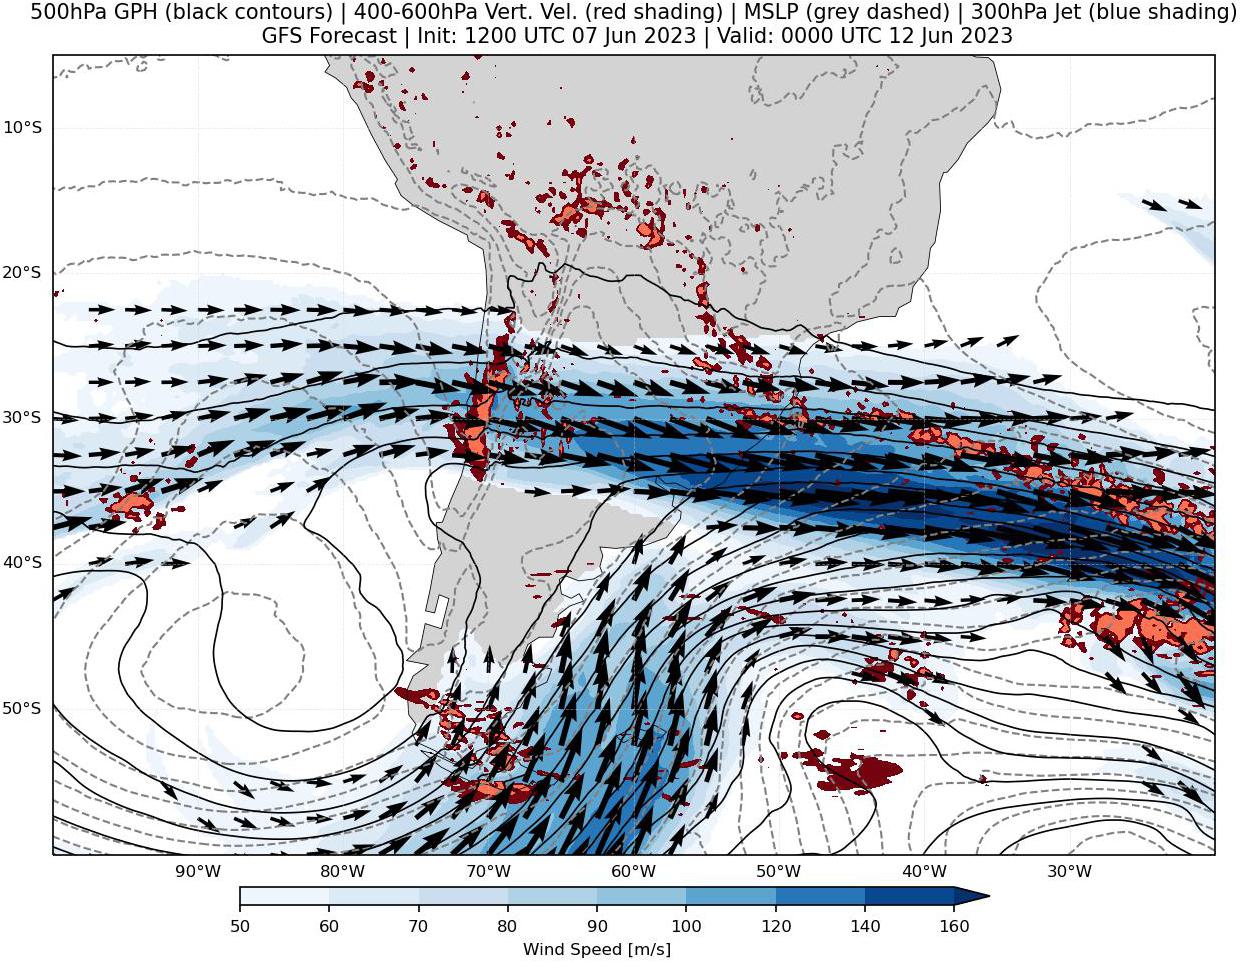 500hPa GPH (black contours) | 400-600hPa Vert. Vel. (red shading) | MSLP (grey dashed) | 300hPa Jet (blue shading)
GFS Forecast | Init: 1200 UTC 07 Jun 2023 | Valid: 0000 UTC 12 Jun 2023
10°S
20°S
30°S
40°S
50°S
90°W 80°W 70°W 60°W 50°W 40°W 30°W
50 60 70 80 90 100 120 140 160
Wind Speed [m/s]